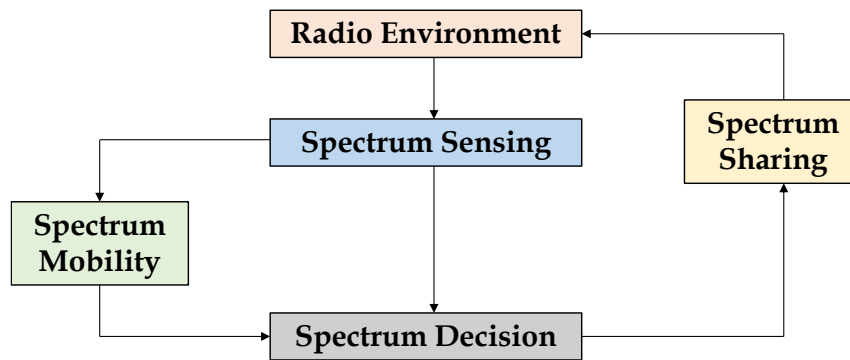 Radio Environment
Spectrum Sensing
Spectrum
Sharing
Spectrum
Mobility
Spectrum Decision